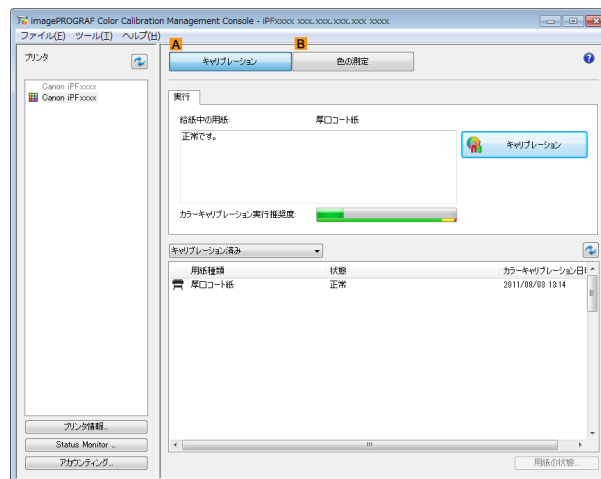 imagePROGRAF Color Calibration Management Console - iPFxxxx xxx.xxx.xxx.xxx xxxx
ファイル(F) ツール(T) ヘルプ(H)
A
B
プリンタ
キャリブレーション
色の測定
Canon iPFxxxx
Canon iPFxxxx
実行
給紙中の用紙:
厚口コート紙
正常です。
キャリブレーション
カラーキャリブレーション実行推奨度:
キャリブレーション済み
用紙種類
状態
カラーキャリブレーション日
厚口コート紙
正常
2011/08/03 13:14
プリンタ情報...
Status Monitor ...
アカウンティング...
用紙の状態...